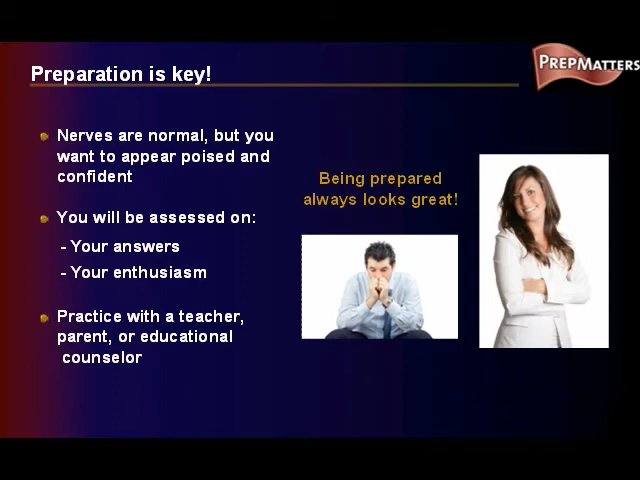 PREPMATTERS
Preparation is key!
Nerves are normal, but you
want to appear poised and
confident
You will be assessed on:
- Your answers
- Your enthusiasm
Practice with a teacher,
parent, or educational
counselor
Being prepared
always looks great!